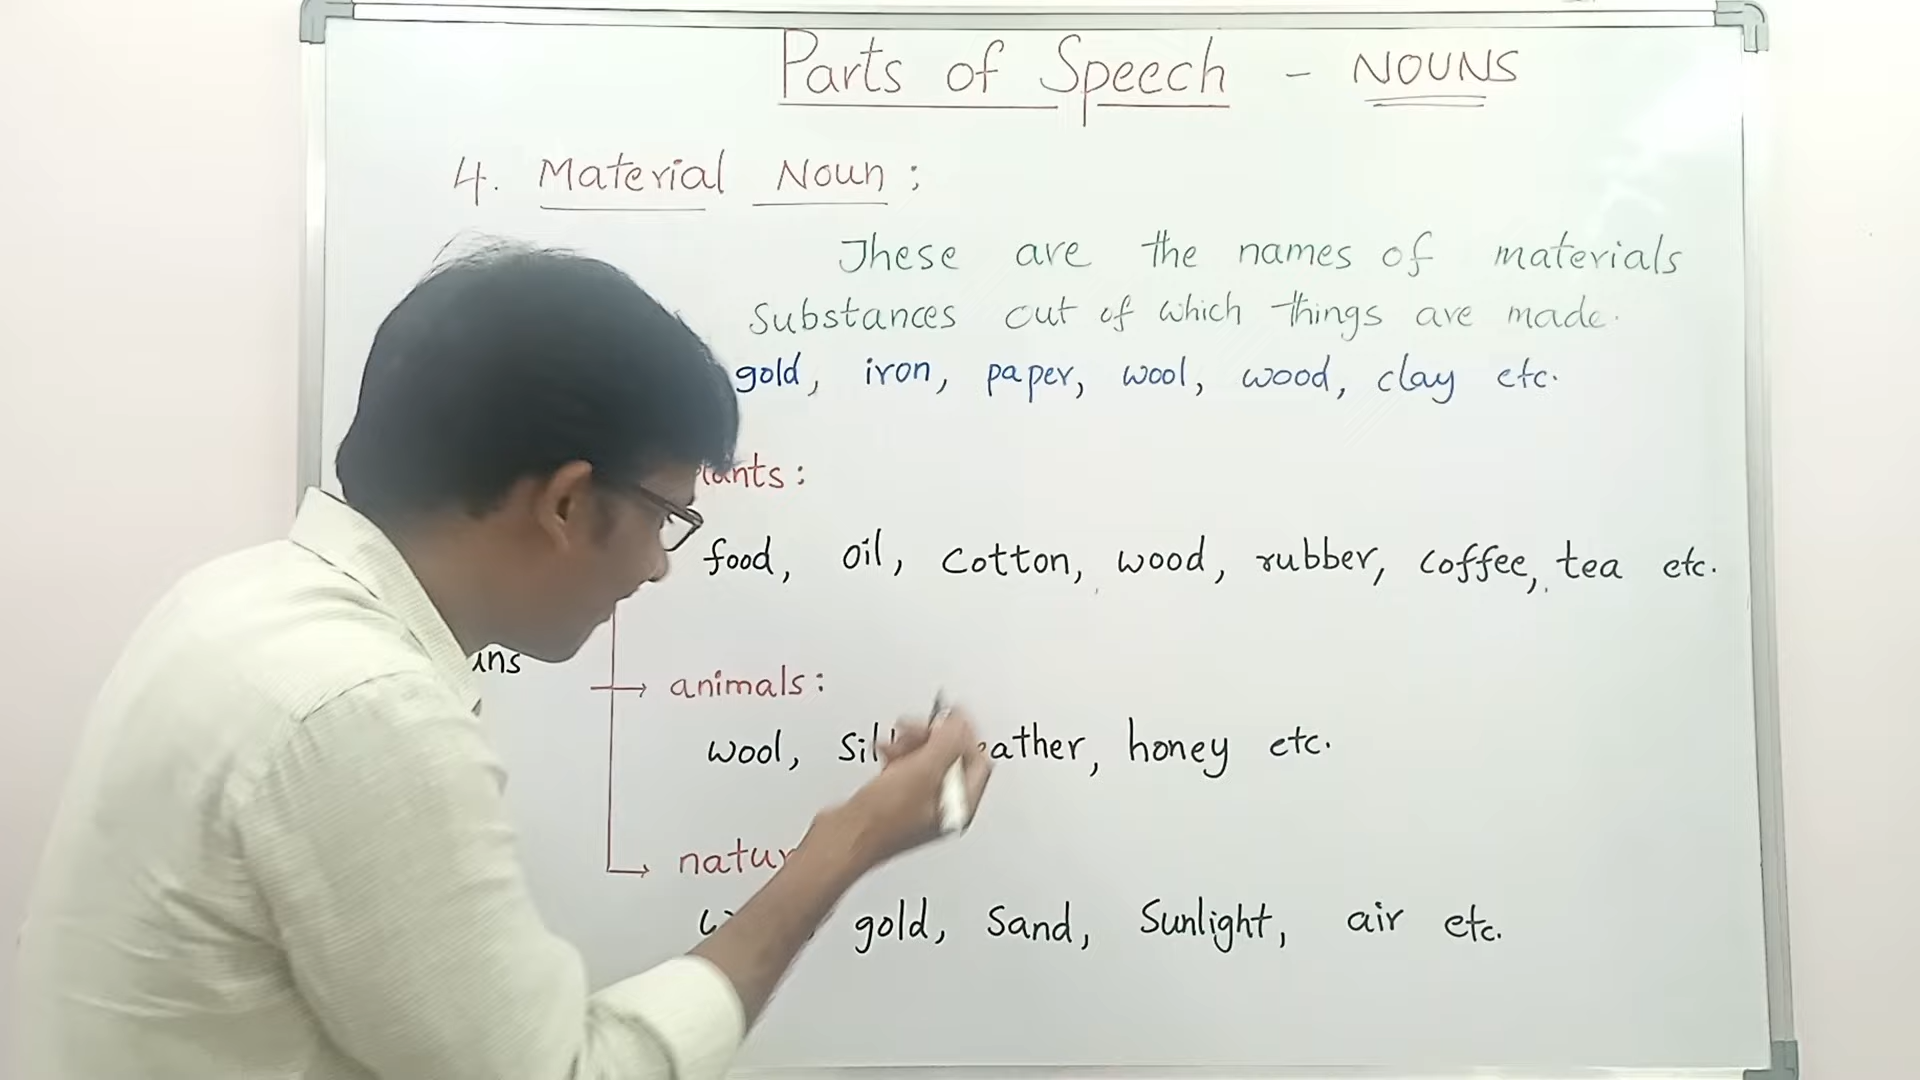 Parts of Speech - NOUNS
4. Material Noun :
These are the names of materials
Substances out of which things are made.
gold, iron, paper, wool, wood, clay etc.
food, oil, Cotton, wood, rubber, Coffee, tea etc.
animals:
wool, honey etc.
gold, Sand, Sunlight, air etc.